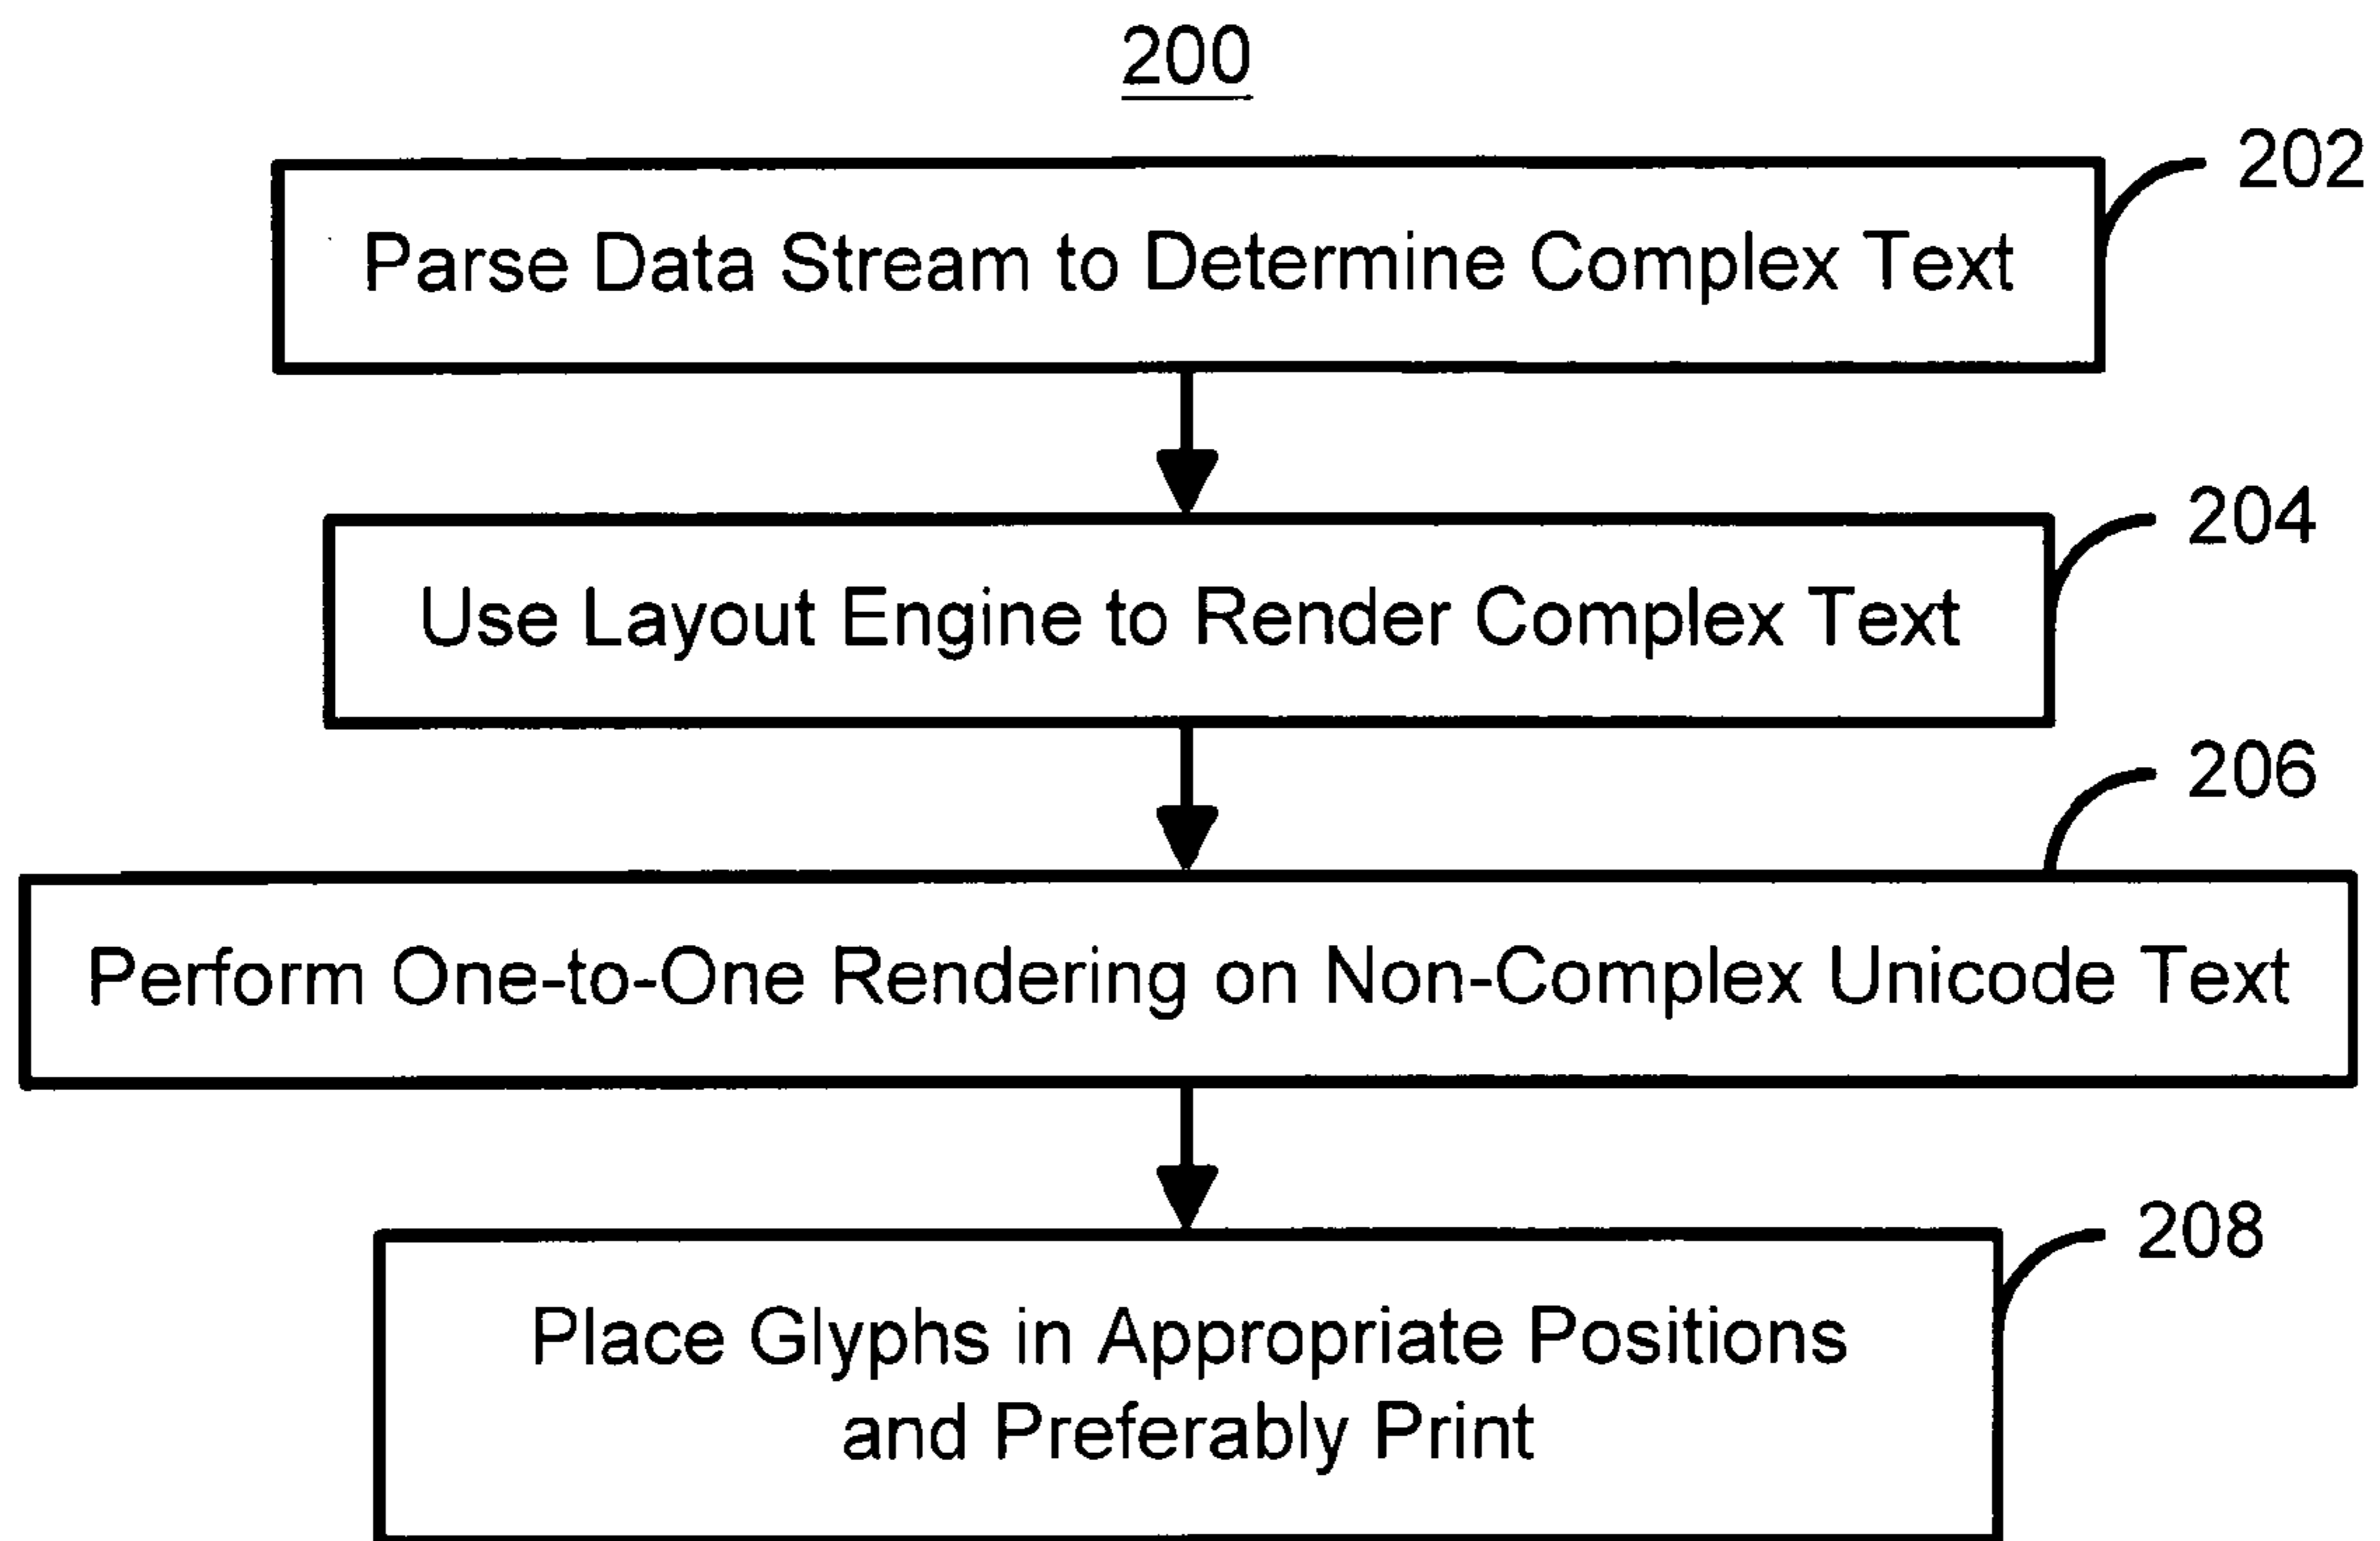 200
202
Parse Data Stream to Determine Complex Text
204
Use Layout Engine to Render Complex Text
206
Perform One-to-One Rendering on Non-Complex Unicode Text
208
Place Glyphs in Appropriate Positions
and Preferably Print